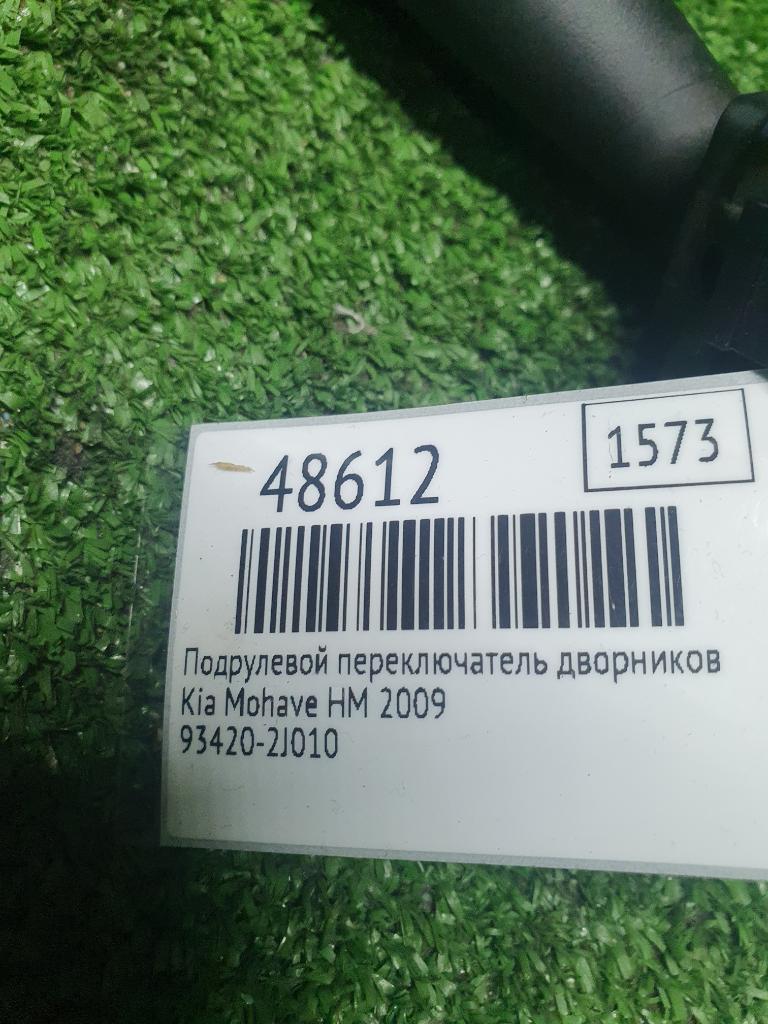 48612
1573
Подрулевой переключатель дворников
Kia Mohave HM 2009
93420-2J010